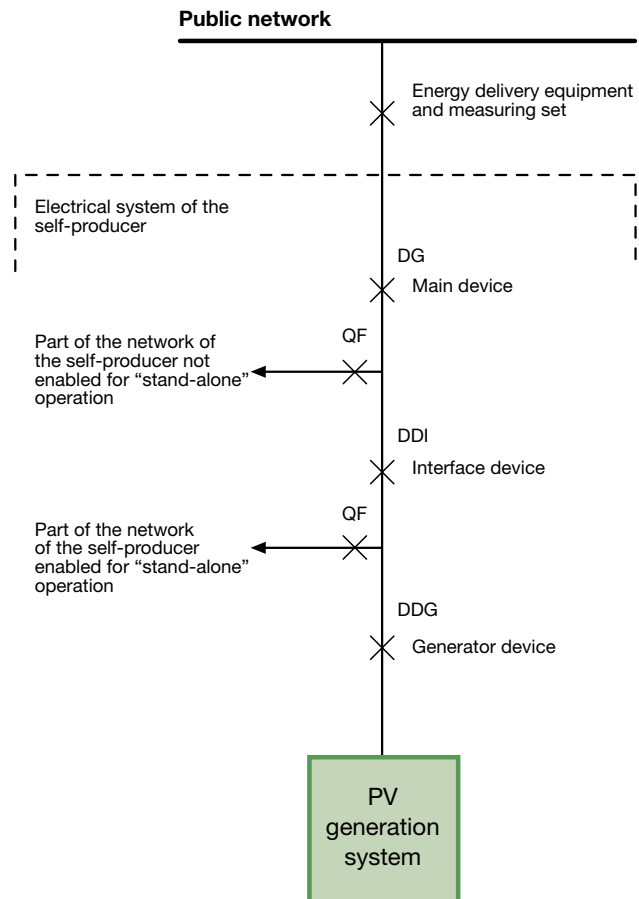 Public network
Energy delivery equipment
and measuring set
Electrical system of the
self-producer
DG
Main device
QF
Part of the network of
the self-producer not
enabled for “stand-alone”
operation
DDI
Interface device
QF
Part of the network
of the self-producer
enabled for “stand-alone”
operation
DDG
Generator device
PV
generation
system